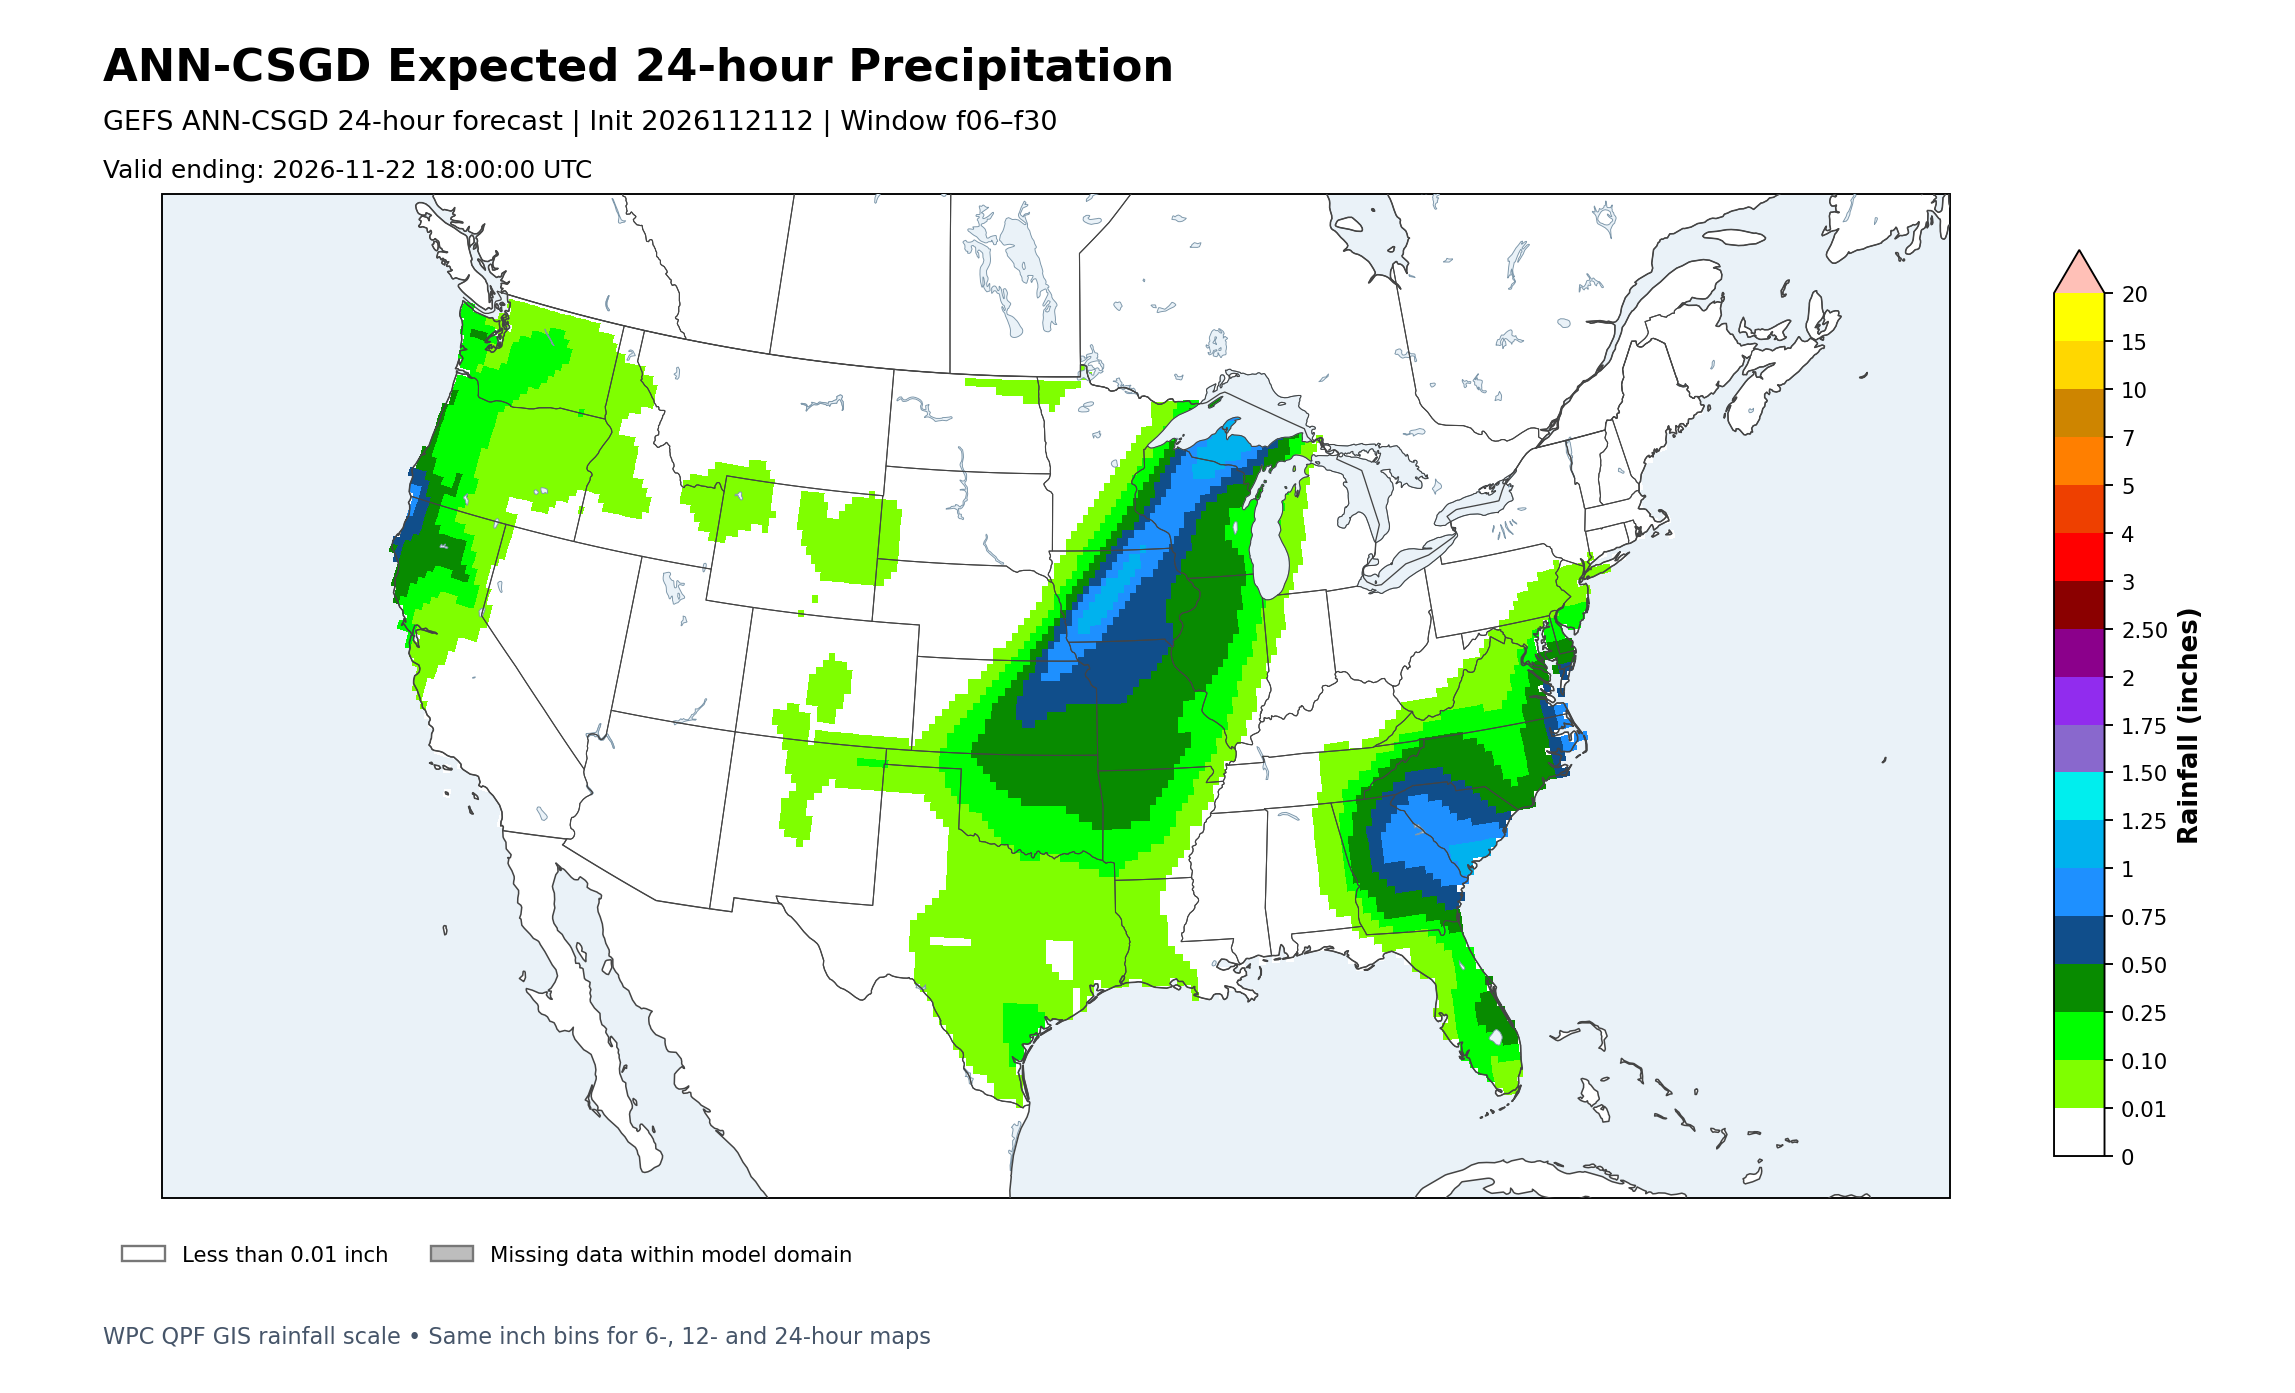 ANN-CSGD Expected 24-hour Precipitation
GEFS ANN-CSGD 24-hour forecast | Init 2026112112 | Window f06–f30
Valid ending: 2026-11-22 18:00:00 UTC
20
15
10
7
5
4
3
2.50
2
1.75
1.50
1.25
1
0.75
0.50
0.25
0.10
0.01
0
Rainfall (inches)
Less than 0.01 inch
Missing data within model domain
WPC QPF GIS rainfall scale • Same inch bins for 6-, 12- and 24-hour maps